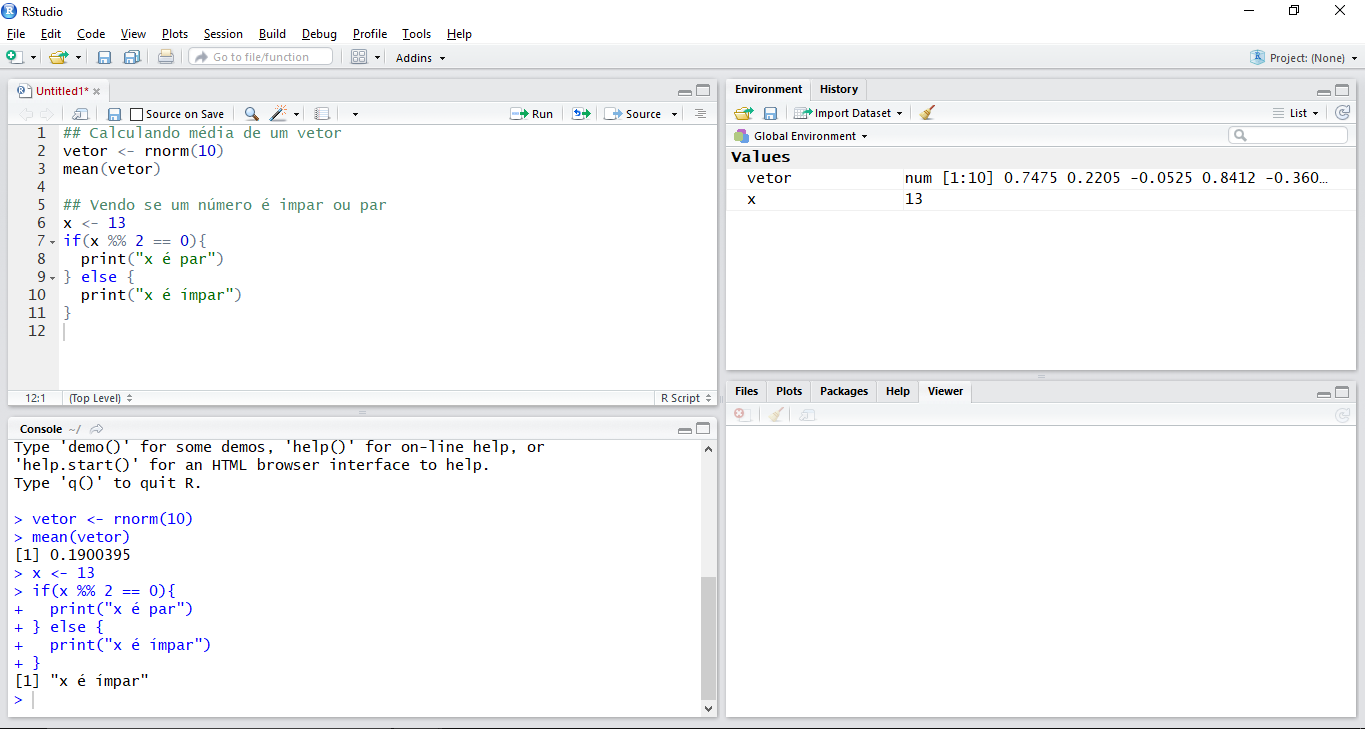 RStudio
File Edit Code View Plots Session Build Debug Profile Tools Help
Go to file/function Addins Project: (None)
Untitled1*
Source on Save Run Source
1 ## Calculando média de um vetor
2 vetor <- rnorm(10)
3 mean(vetor)
4
5 ## Vendo se um número é impar ou par
6 x <- 13
7 if(x %% 2 == 0){
8 print("x é par")
9 } else {
10 print("x é ímpar")
11 }
12
12:1 (Top Level) R Script
Console ~/
Type 'demo()' for some demos, 'help()' for on-line help, or
'help.start()' for an HTML browser interface to help.
Type 'q()' to quit R.
> vetor <- rnorm(10)
> mean(vetor)
[1] 0.1900395
> x <- 13
> if(x %% 2 == 0){
+ print("x é par")
+ } else {
+ print("x é ímpar")
+ }
[1] "x é ímpar"
>
Environment History
Import Dataset List
Global Environment
Values
vetor num [1:10] 0.7475 0.2205 -0.0525 0.8412 -0.360…
x 13
Files Plots Packages Help Viewer